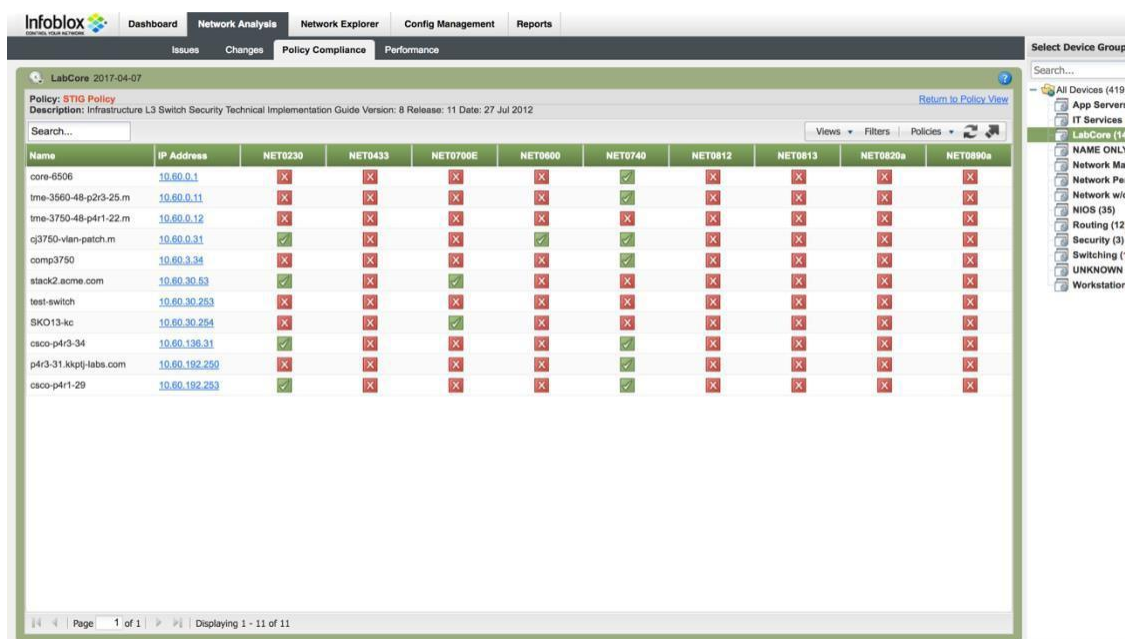 Infoblox
CONTROL YOUR NETWORK
Dashboard Network Analysis Network Explorer Config Management Reports
Issues Changes Policy Compliance Performance
LabCore 2017-04-07
Policy: STIG Policy
Return to Policy View
Description: Infrastructure L3 Switch Security Technical Implementation Guide Version: 8 Release: 11 Date: 27 Jul 2012
Search...
Views Filters Policies
Name IP Address NET0230 NET0433 NET0700E NET0600 NET0740 NET0812 NET0813 NET0820a NET0890a
core-6506 10.60.0.1
tme-3560-48-p2r3-25.m 10.60.0.11
tme-3750-48-p4r1-22.m 10.60.0.12
cj3750-vlan-patch.m 10.60.0.31
comp3750 10.60.3.34
stack2.acme.com 10.60.30.53
test-switch 10.60.30.253
SKO13-kc 10.60.30.254
csco-p4r3-34 10.60.136.31
p4r3-31.kkptj-labs.com 10.60.192.250
csco-p4r1-29 10.60.192.253
Page 1 of 1 Displaying 1 - 11 of 11
Select Device Group
Search...
All Devices (419
App Servers
IT Services
LabCore (14
NAME ONLY
Network Ma
Network Pe
Network w/o
NIOS (35)
Routing (12
Security (3)
Switching (
UNKNOWN
Workstation